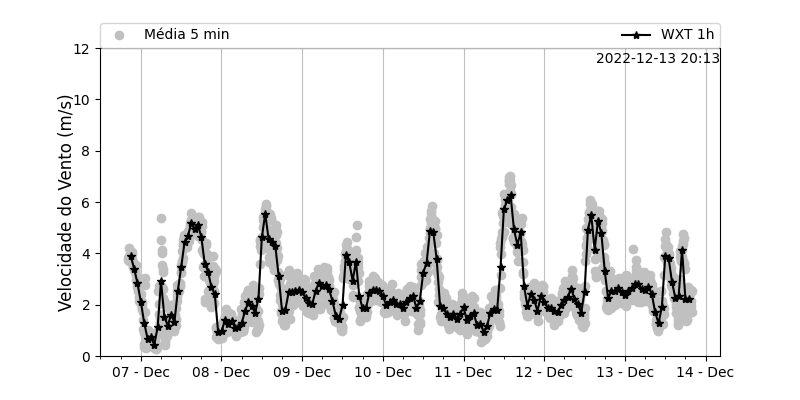 Média 5 min
WXT 1h
2022-12-13 20:13
Velocidade do Vento (m/s)
12
10
8
6
4
2
0
07 - Dec
08 - Dec
09 - Dec
10 - Dec
11 - Dec
12 - Dec
13 - Dec
14 - Dec